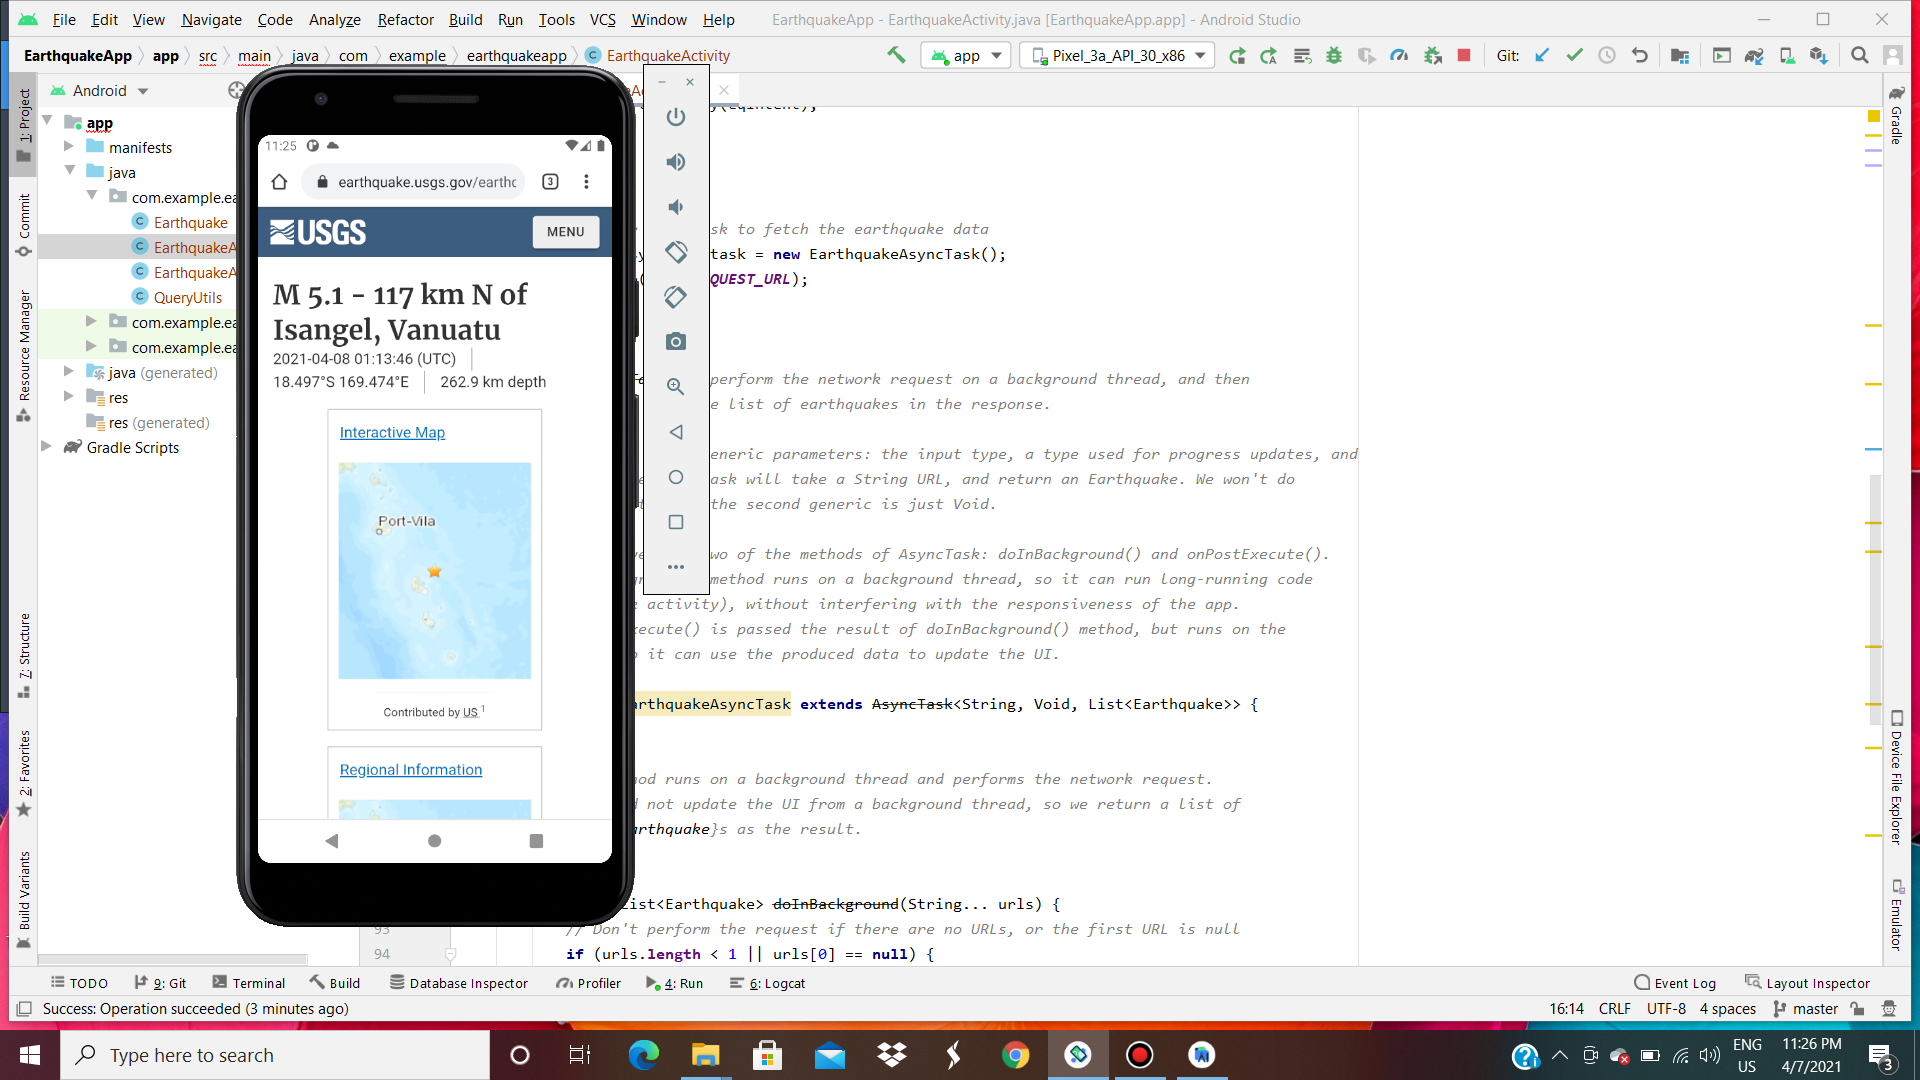 File Edit View Navigate Code Analyze Refactor Build Run Tools VCS Window Help EarthquakeApp - EarthquakeActivity.java [EarthquakeApp.app] - Android Studio
EarthquakeApp app src main java com example earthquakeapp EarthquakeActivity app Pixel_3a_API_30_x86 Git:
Android
app
manifests
java
com.example.ea
Earthquake
EarthquakeA
EarthquakeA
QueryUtils
com.example.ea
com.example.ea
java (generated)
res
res (generated)
Gradle Scripts
1: Project
Commit
Resource Manager
7: Structure
2: Favorites
Build Variants
11:25
earthquake.usgs.gov/earthc 3
USGS MENU
M 5.1 - 117 km N of
Isangel, Vanuatu
2021-04-08 01:13:46 (UTC)
18.497°S 169.474°E 262.9 km depth
Interactive Map
Port-Vila
Contributed by US 1
Regional Information
sk to fetch the earthquake data
task = new EarthquakeAsyncTask();
QUEST_URL);
perform the network request on a background thread, and then
e list of earthquakes in the response.
eneric parameters: the input type, a type used for progress updates, and
ask will take a String URL, and return an Earthquake. We won't do
the second generic is just Void.
wo of the methods of AsyncTask: doInBackground() and onPostExecute().
method runs on a background thread, so it can run long-running code
activity), without interfering with the responsiveness of the app.
ecute() is passed the result of doInBackground() method, but runs on the
it can use the produced data to update the UI.
arthquakeAsyncTask extends AsyncTask<String, Void, List<Earthquake>> {
od runs on a background thread and performs the network request.
not update the UI from a background thread, so we return a list of
arthquake}s as the result.
ist<Earthquake> doInBackground(String... urls) {
93 // Don't perform the request if there are no URLs, or the first URL is null
94 if (urls.length < 1 || urls[0] == null) {
Gradle
Device File Explorer
Emulator
TODO 9: Git Terminal Build Database Inspector Profiler 4: Run 6: Logcat Event Log Layout Inspector
Success: Operation succeeded (3 minutes ago) 16:14 CRLF UTF-8 4 spaces master
Type here to search ENG US 11:26 PM 4/7/2021 3